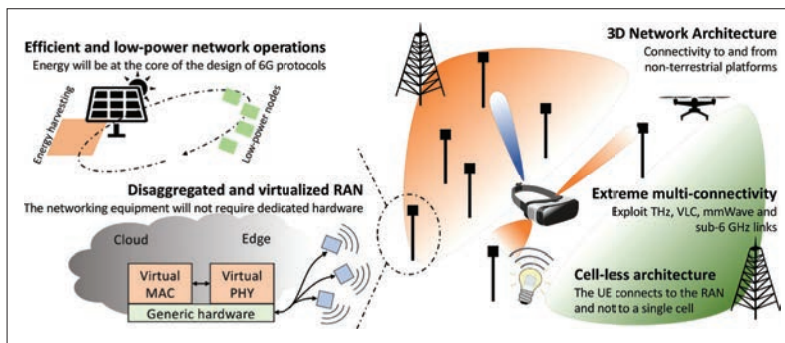 Efficient and low-power network operations
Energy will be at the core of the design of 6G protocols
Energy harvesting
Low-power nodes
Disaggregated and virtualized RAN
The networking equipment will not require dedicated hardware
Cloud
Edge
Virtual
MAC
Virtual
PHY
Generic hardware
3D Network Architecture
Connectivity to and from
non-terrestrial platforms
Extreme multi-connectivity
Exploit THz, VLC, mmWave and
sub-6 GHz links
Cell-less architecture
The UE connects to the RAN
and not to a single cell